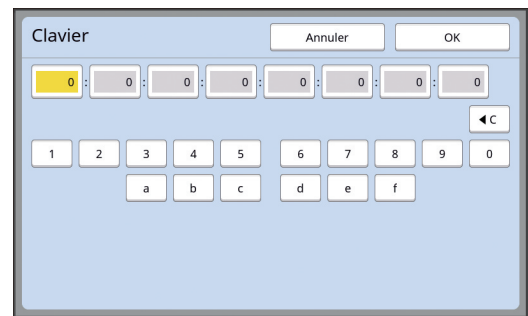 Clavier Annuler OK
0 : 0 : 0 : 0 : 0 : 0 : 0 : 0
◀C
1 2 3 4 5 6 7 8 9 0
a b c d e f